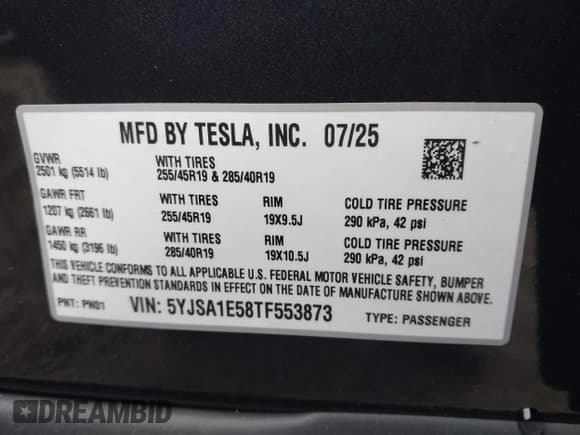 MFD BY TESLA, INC. 07/25
GVWR
2501 kg (5514 lb)
WITH TIRES
255/45R19 & 285/40R19
GAWR FRT
1207 kg (2661 lb)
WITH TIRES
255/45R19
RIM
19X9.5J
COLD TIRE PRESSURE
290 kPa, 42 psi
GAWR RR
1450 kg (3196 lb)
WITH TIRES
285/40R19
RIM
19X10.5J
COLD TIRE PRESSURE
290 kPa, 42 psi
THIS VEHICLE CONFORMS TO ALL APPLICABLE U.S. FEDERAL MOTOR VEHICLE SAFETY, BUMPER
AND THEFT PREVENTION STANDARDS IN EFFECT ON THE DATE OF MANUFACTURE SHOWN ABOVE.
PNT: PN01 VIN: 5YJSA1E58TF553873 TYPE: PASSENGER
DREAMBID
DREAMBID.COM